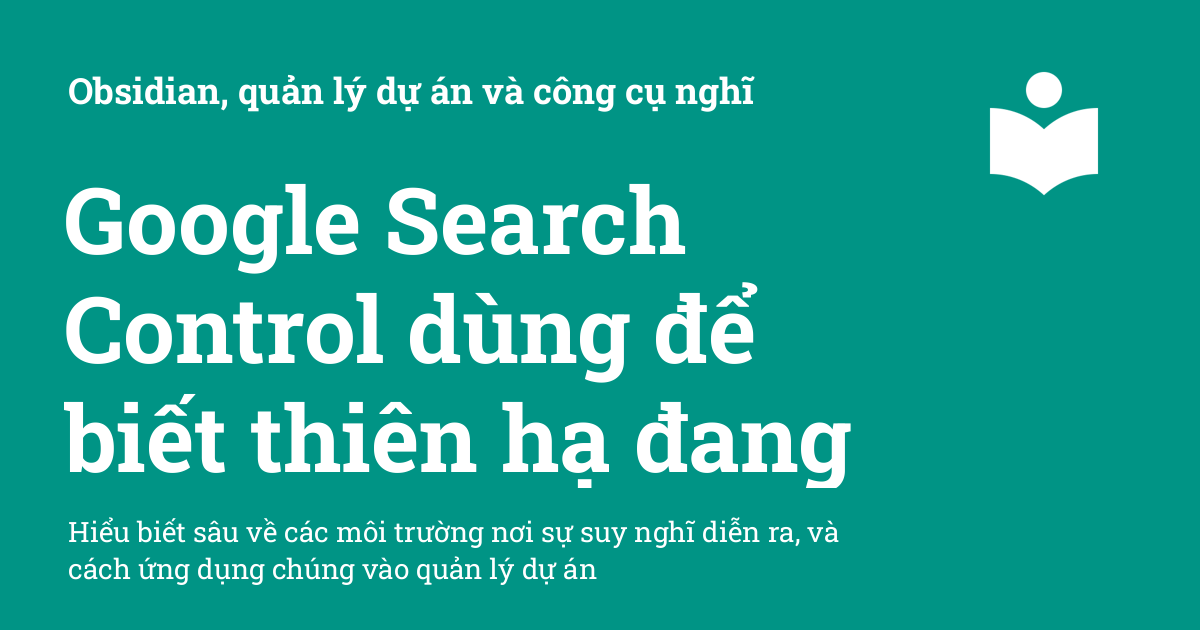 Obsidian, quản lý dự án và công cụ nghĩ
Google Search
Control dùng để
biết thiên hạ đang
Hiểu biết sâu về các môi trường nơi sự suy nghĩ diễn ra, và
cách ứng dụng chúng vào quản lý dự án